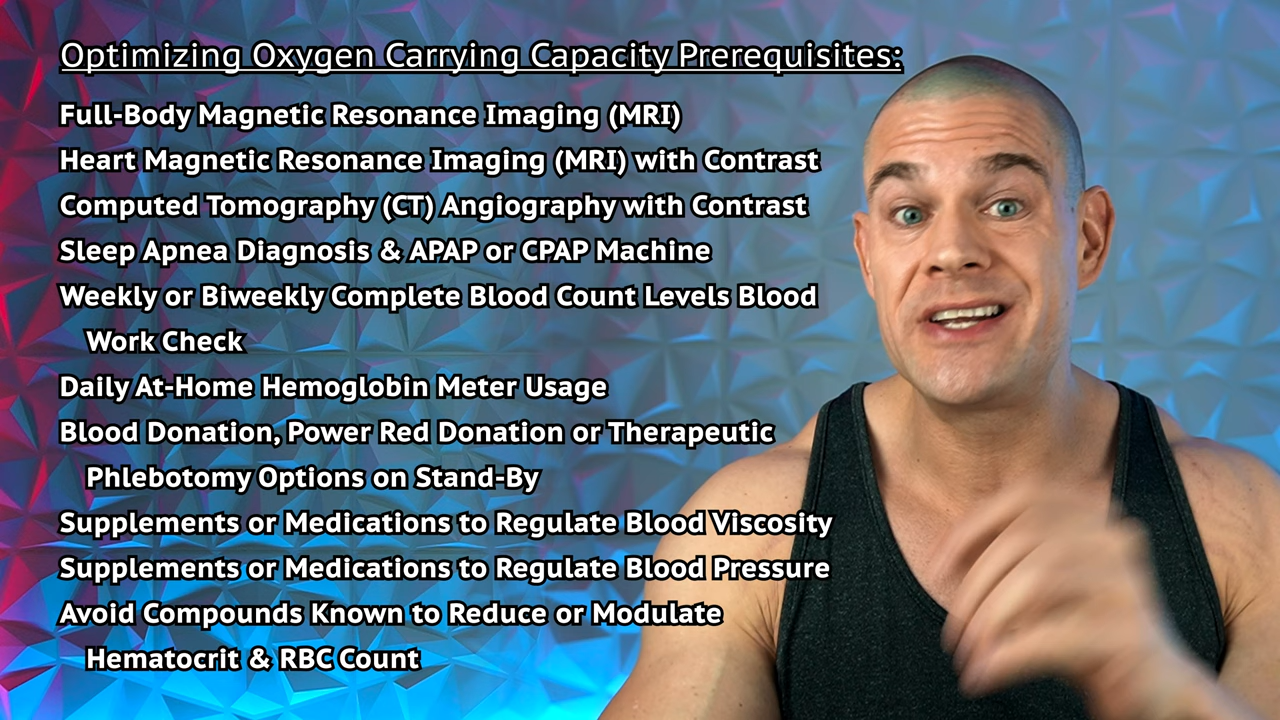 Optimizing Oxygen Carrying Capacity Prerequisites:
Full-Body Magnetic Resonance Imaging (MRI)
Heart Magnetic Resonance Imaging (MRI) with Contrast
Computed Tomography (CT) Angiography with Contrast
Sleep Apnea Diagnosis & APAP or CPAP Machine
Weekly or Biweekly Complete Blood Count Levels Blood
Work Check
Daily At-Home Hemoglobin Meter Usage
Blood Donation, Power Red Donation or Therapeutic
Phlebotomy Options on Stand-By
Supplements or Medications to Regulate Blood Viscosity
Supplements or Medications to Regulate Blood Pressure
Avoid Compounds Known to Reduce or Modulate
Hematocrit & RBC Count